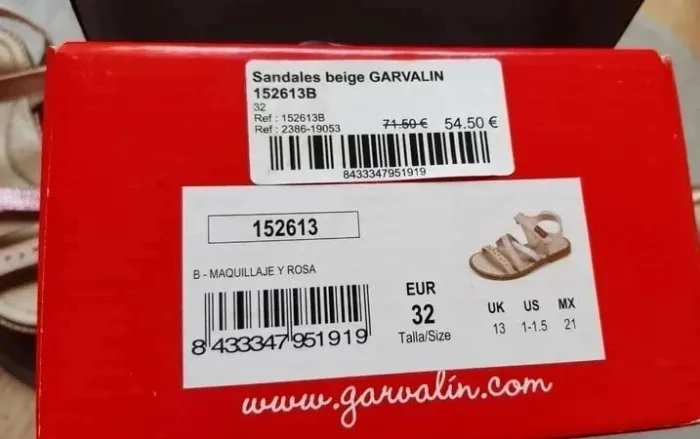 Sandales beige GARVALIN
152613B
32
Ref : 152613B
Ref : 2386-19053
71.50 € 54.50 €
8433347951919
152613
B - MAQUILLAJE Y ROSA
8 433347 951919
EUR
32
Talla/Size
UK US MX
13 1-1.5 21
www.garvalín.com